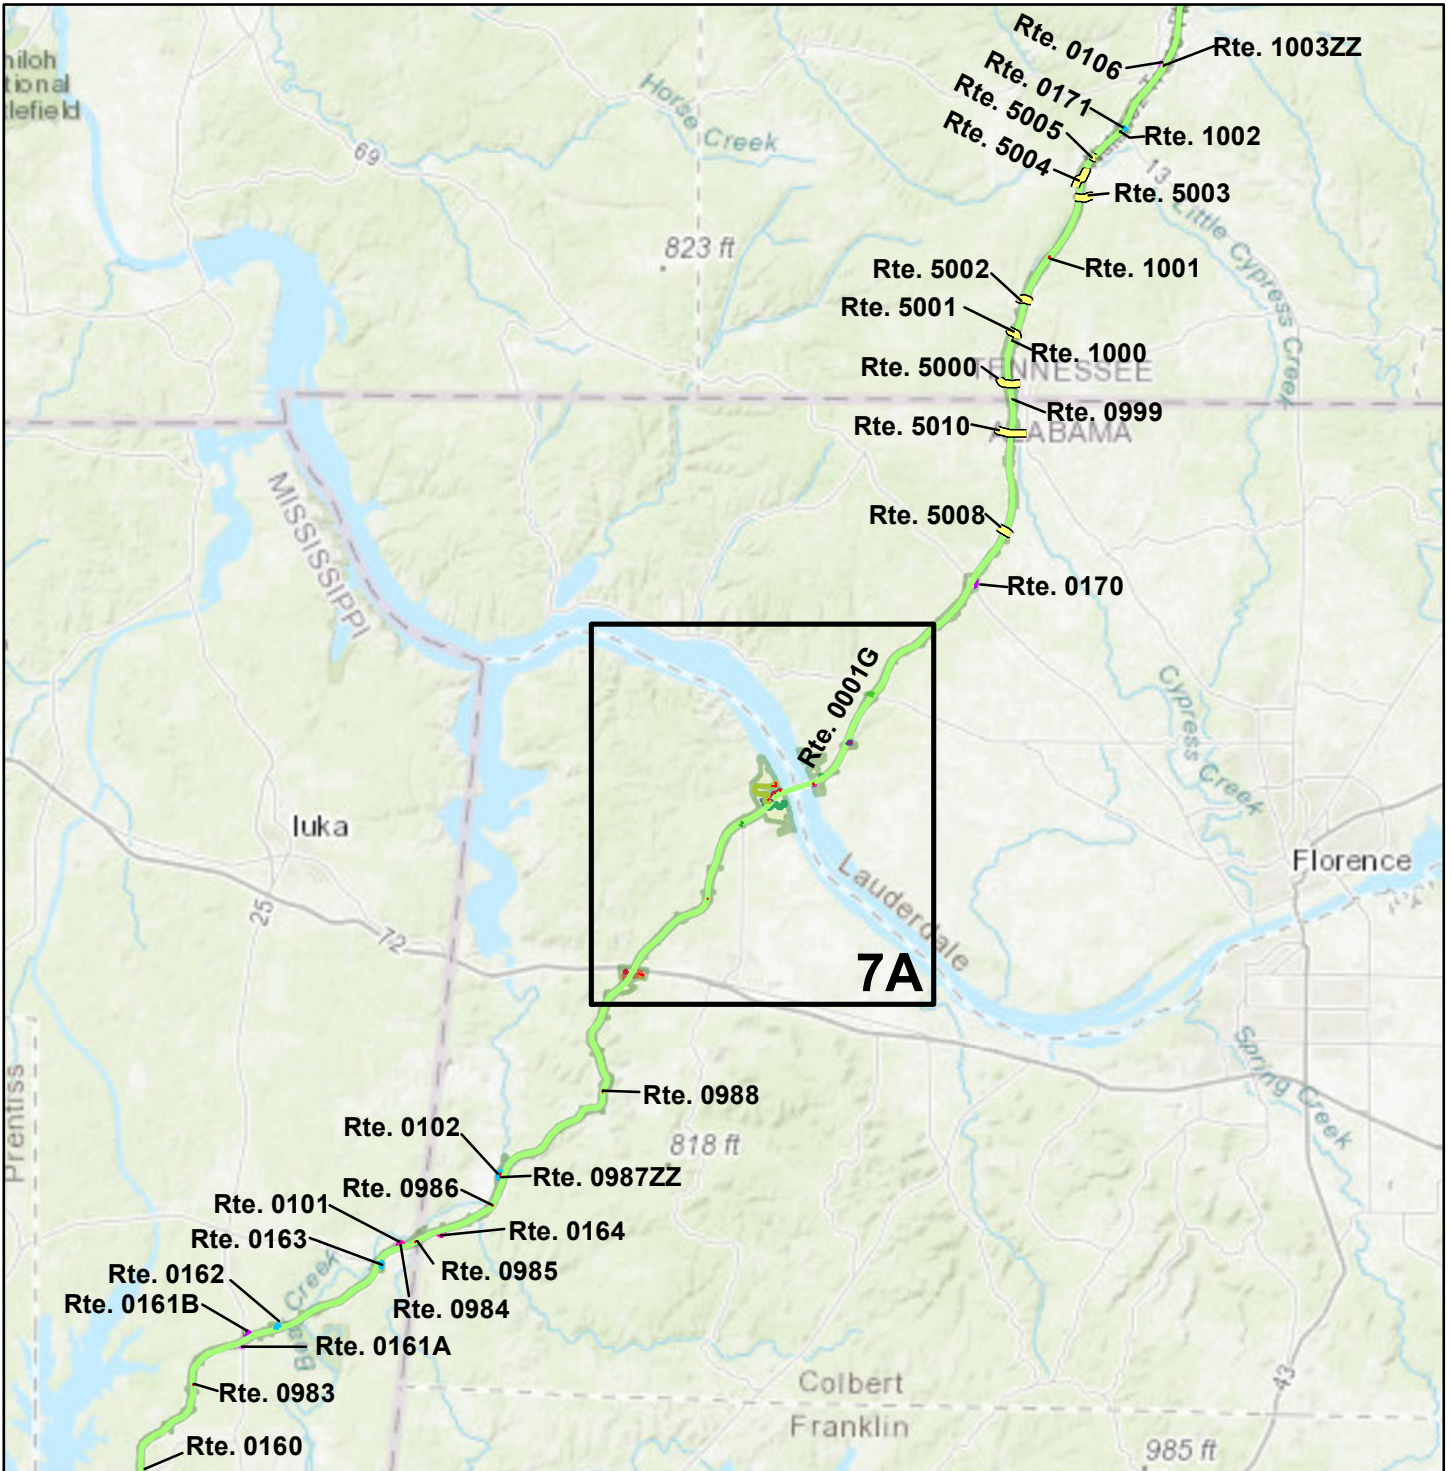 Rte. 0106
Rte. 1003ZZ
Rte. 0171
Rte. 5005
Rte. 1002
Rte. 5004
Rte. 5003
13
Horse Creek
69
Little Cypress Creek
823 ft
Rte. 5002
Rte. 1001
Rte. 5001
Rte. 1000
Rte. 5000
TENNESSEE
Rte. 0999
Rte. 5010
ALABAMA
MISSISSIPPI
Rte. 5008
Rte. 0170
Rte. 0001G
Cypress Creek
Iuka
Florence
Lauderdale
25
72
7A
Spring Creek
Prentiss
Rte. 0988
Rte. 0102
818 ft
Rte. 0987ZZ
Rte. 0986
Rte. 0101
Rte. 0164
Rte. 0163
Rte. 0985
Rte. 0162
Creek
Rte. 0161B
Rte. 0984
Rte. 0161A
Rte. 0983
Colbert
Franklin
43
Rte. 0160
985 ft